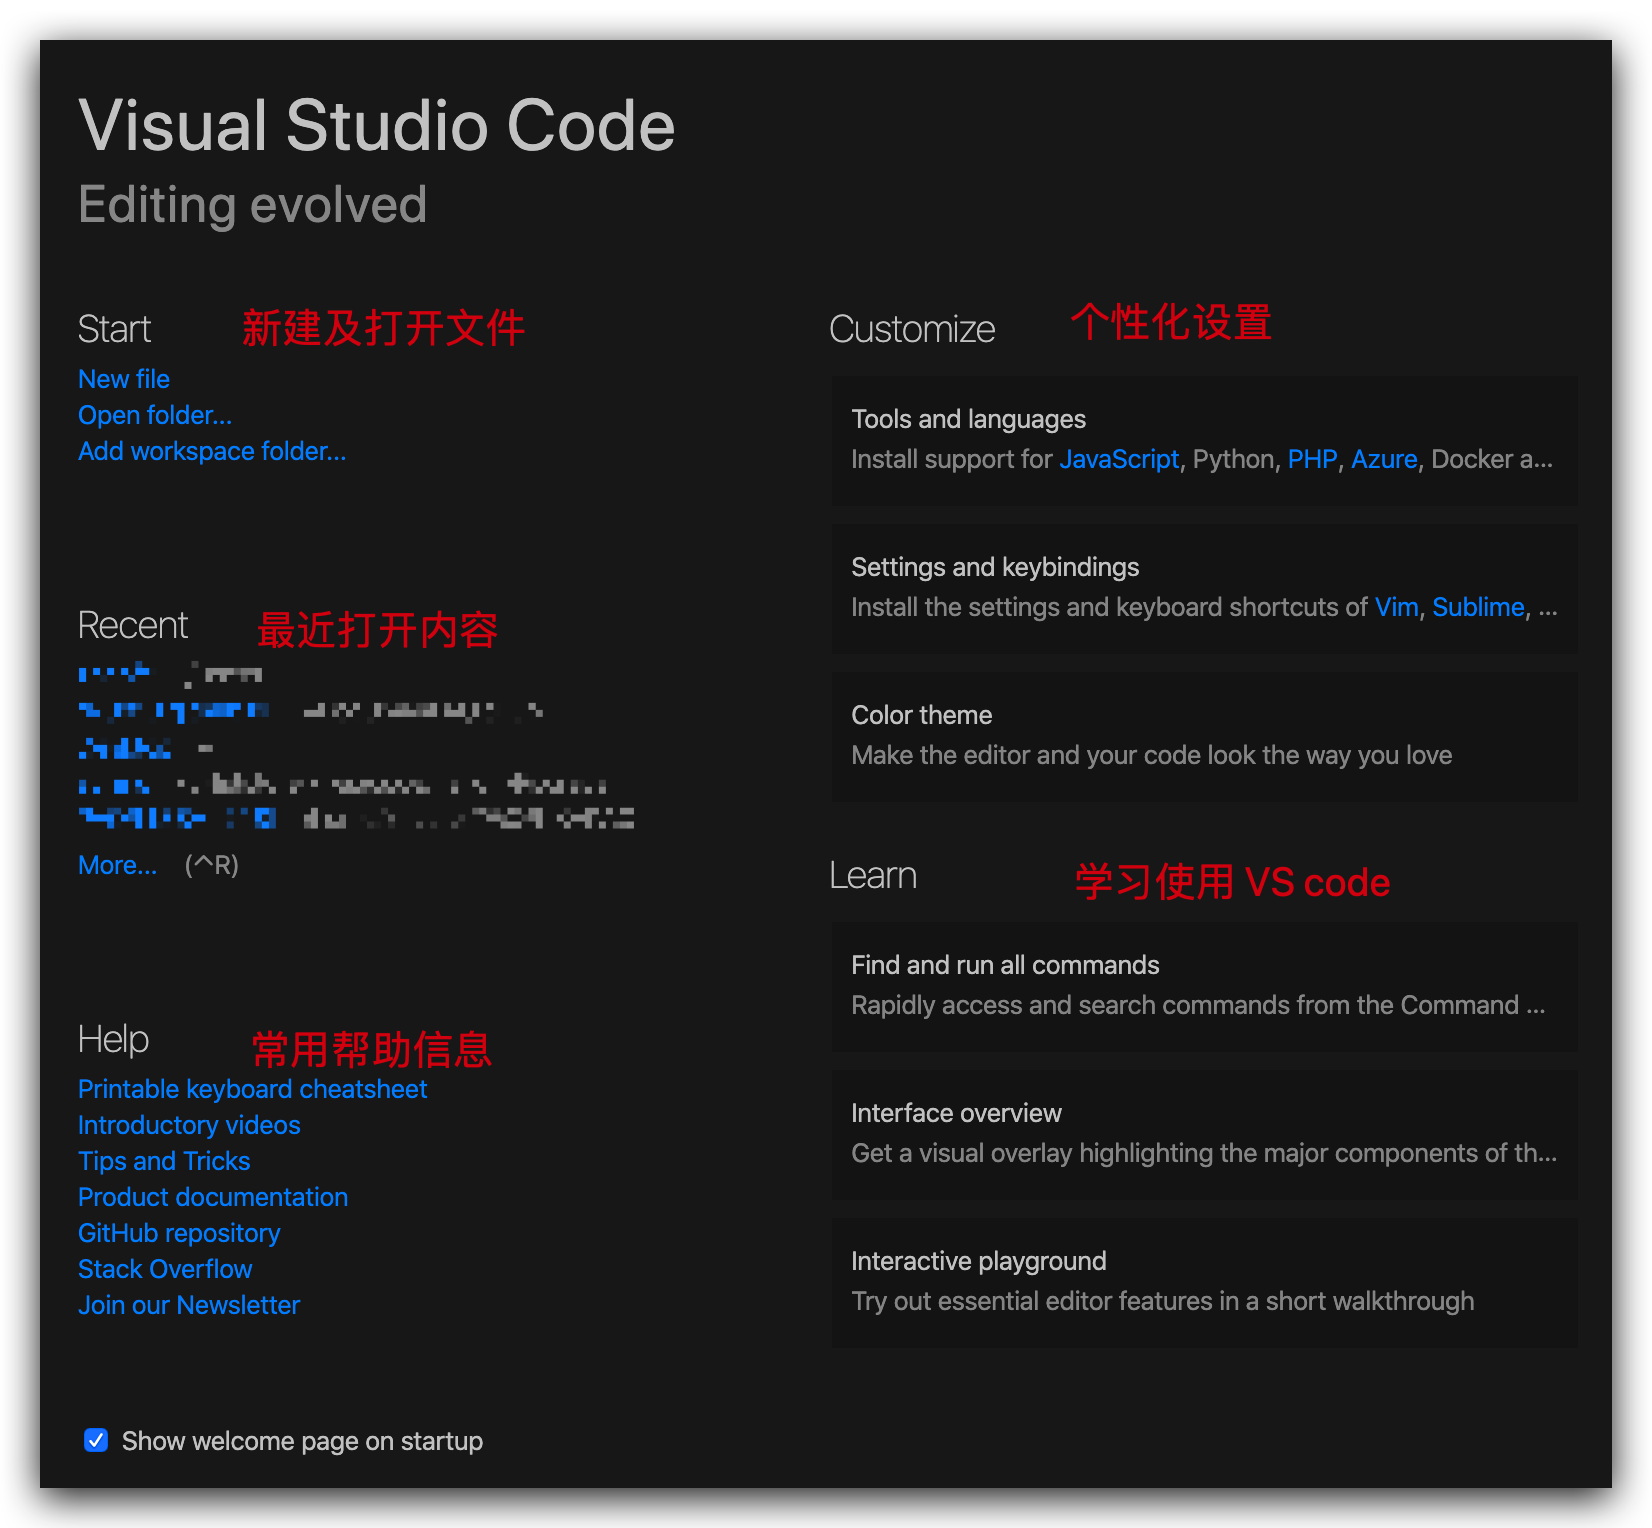 Visual Studio Code
Editing evolved
Start 新建及打开文件
New file
Open folder...
Add workspace folder...
Recent 最近打开内容
More... (^R)
Help 常用帮助信息
Printable keyboard cheatsheet
Introductory videos
Tips and Tricks
Product documentation
GitHub repository
Stack Overflow
Join our Newsletter
Show welcome page on startup
Customize 个性化设置
Tools and languages
Install support for JavaScript, Python, PHP, Azure, Docker a...
Settings and keybindings
Install the settings and keyboard shortcuts of Vim, Sublime, ...
Color theme
Make the editor and your code look the way you love
Learn 学习使用 VS code
Find and run all commands
Rapidly access and search commands from the Command ...
Interface overview
Get a visual overlay highlighting the major components of th...
Interactive playground
Try out essential editor features in a short walkthrough